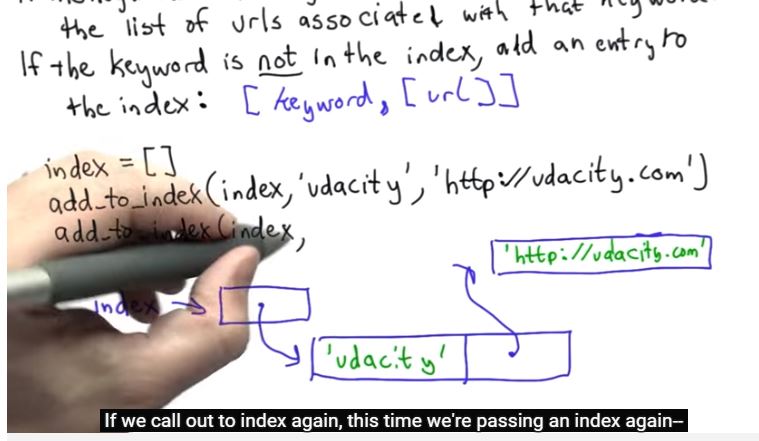 the list of urls associated with that keyword.
If the keyword is not in the index, add an entry to
the index: [keyword, [url]]
index = []
add_to_index(index, 'udacity', 'http://udacity.com')
add_to_index(index,
'http://udacity.com'
index
'udacity'
If we call out to index again, this time we're passing an index again--